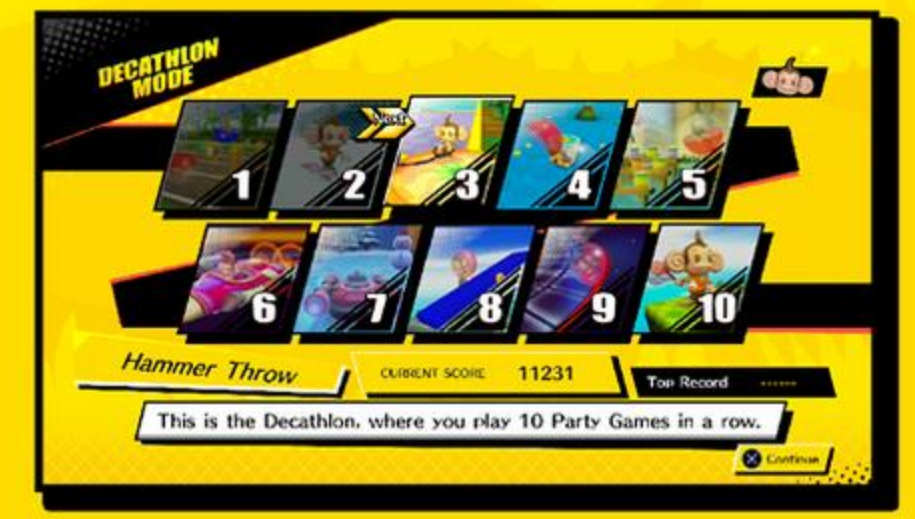 DECATHLON
MODE
Next
1
2
3
4
5
6
7
8
9
10
Hammer Throw
CURRENT SCORE 11231
Top Record ------
This is the Decathlon, where you play 10 Party Games in a row.
Continue